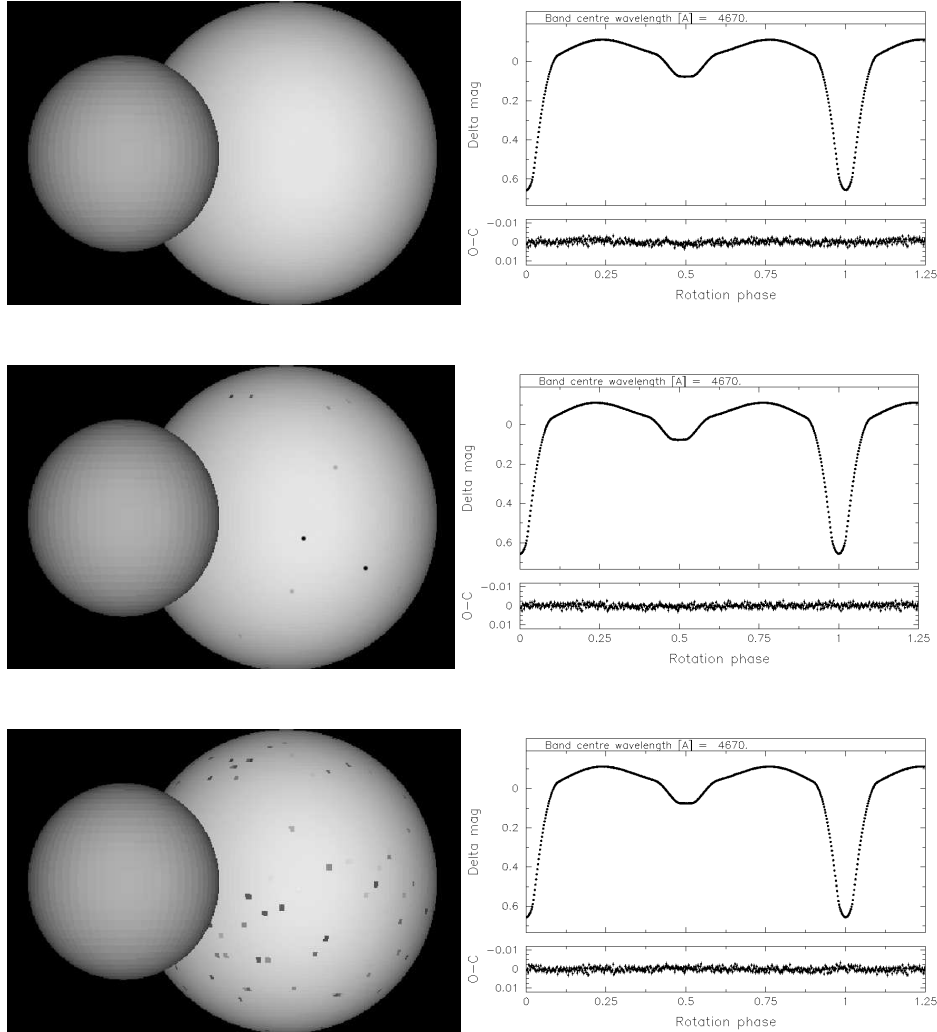 Band centre wavelength [A] = 4670.
0
0.2
0.4
0.6
Delta mag
−0.01
0
0.01
O−C
0 0.25 0.5 0.75 1 1.25
Rotation phase
Band centre wavelength [A] = 4670.
0
0.2
0.4
0.6
Delta mag
−0.01
0
0.01
O−C
0 0.25 0.5 0.75 1 1.25
Rotation phase
Band centre wavelength [A] = 4670.
0
0.2
0.4
0.6
Delta mag
−0.01
0
0.01
O−C
0 0.25 0.5 0.75 1 1.25
Rotation phase